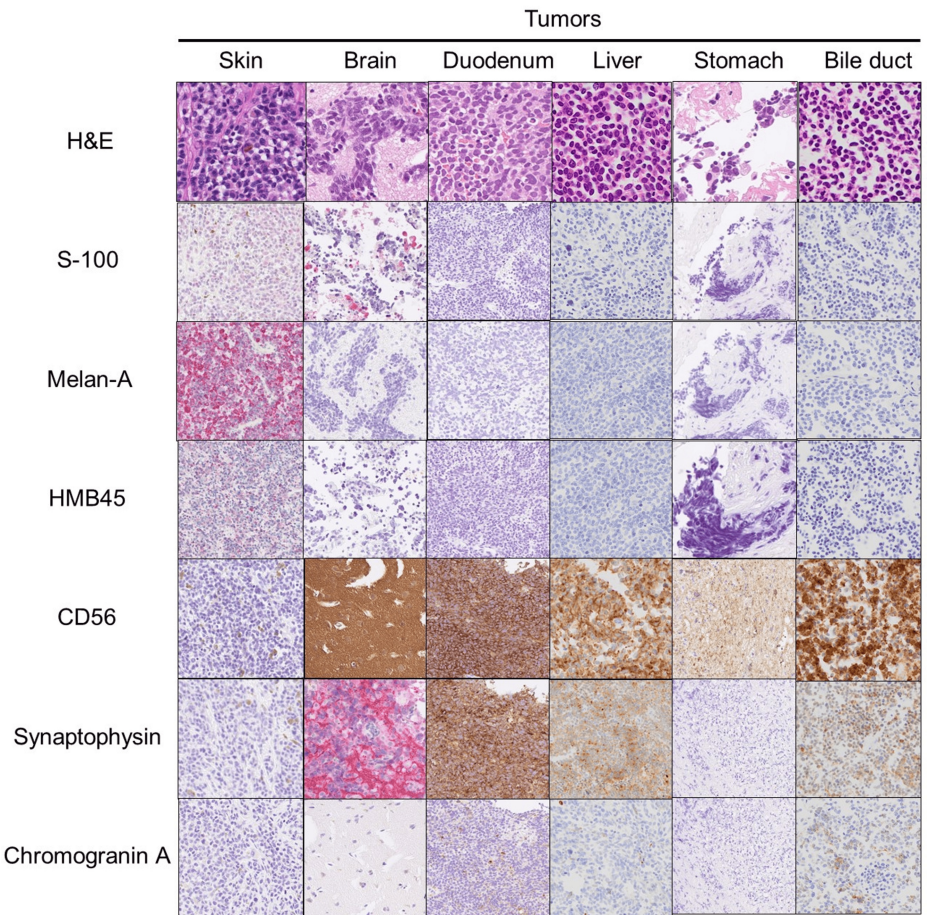 Tumors
Skin Brain Duodenum Liver Stomach Bile duct
H&E
S-100
Melan-A
HMB45
CD56
Synaptophysin
Chromogranin A